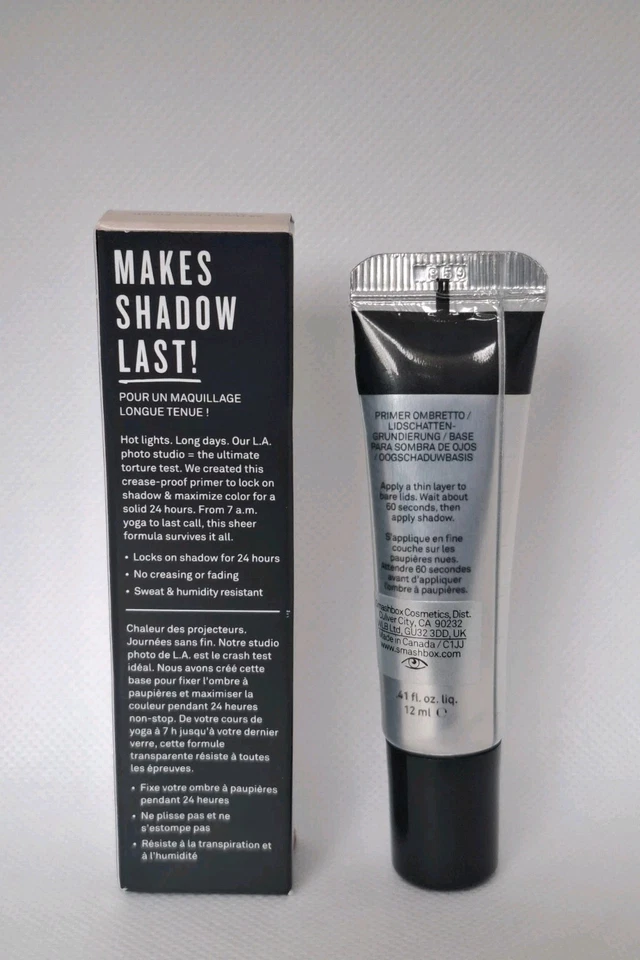 MAKES
SHADOW
LAST!
POUR UN MAQUILLAGE
LONGUE TENUE !
Hot lights. Long days. Our L.A.
photo studio = the ultimate
torture test. We created this
crease-proof primer to lock on
shadow & maximize color for a
solid 24 hours. From 7 a.m.
yoga to last call, this sheer
formula survives it all.
• Locks on shadow for 24 hours
• No creasing or fading
• Sweat & humidity resistant
Chaleur des projecteurs.
Journées sans fin. Notre studio
photo de L.A. est le crash test
idéal. Nous avons créé cette
base pour fixer l'ombre à
paupières et maximiser la
couleur pendant 24 heures
non-stop. De votre cours de
yoga à 7 h jusqu'à votre dernier
verre, cette formule
transparente résiste à toutes
les épreuves.
• Fixe votre ombre à paupières
pendant 24 heures
• Ne plisse pas et ne
s'estompe pas
• Résiste à la transpiration et
à l'humidité
PRIMER OMBRETTO /
LIDSCHATTEN-
GRUNDIERUNG / BASE
PARA SOMBRA DE OJOS
/ OOGSCHADUWBASIS
Apply a thin layer to
bare lids. Wait about
60 seconds, then
apply shadow.
S'applique en fine
couche sur les
paupières nues.
Attendre 60 secondes
avant d'appliquer
l'ombre à paupières.
Smashbox Cosmetics, Dist.
Culver City, CA 90232
ALB Ltd, GU32 3DD, UK
Made in Canada / C1JJ
www.smashbox.com
.41 fl. oz. liq.
12 ml ℮